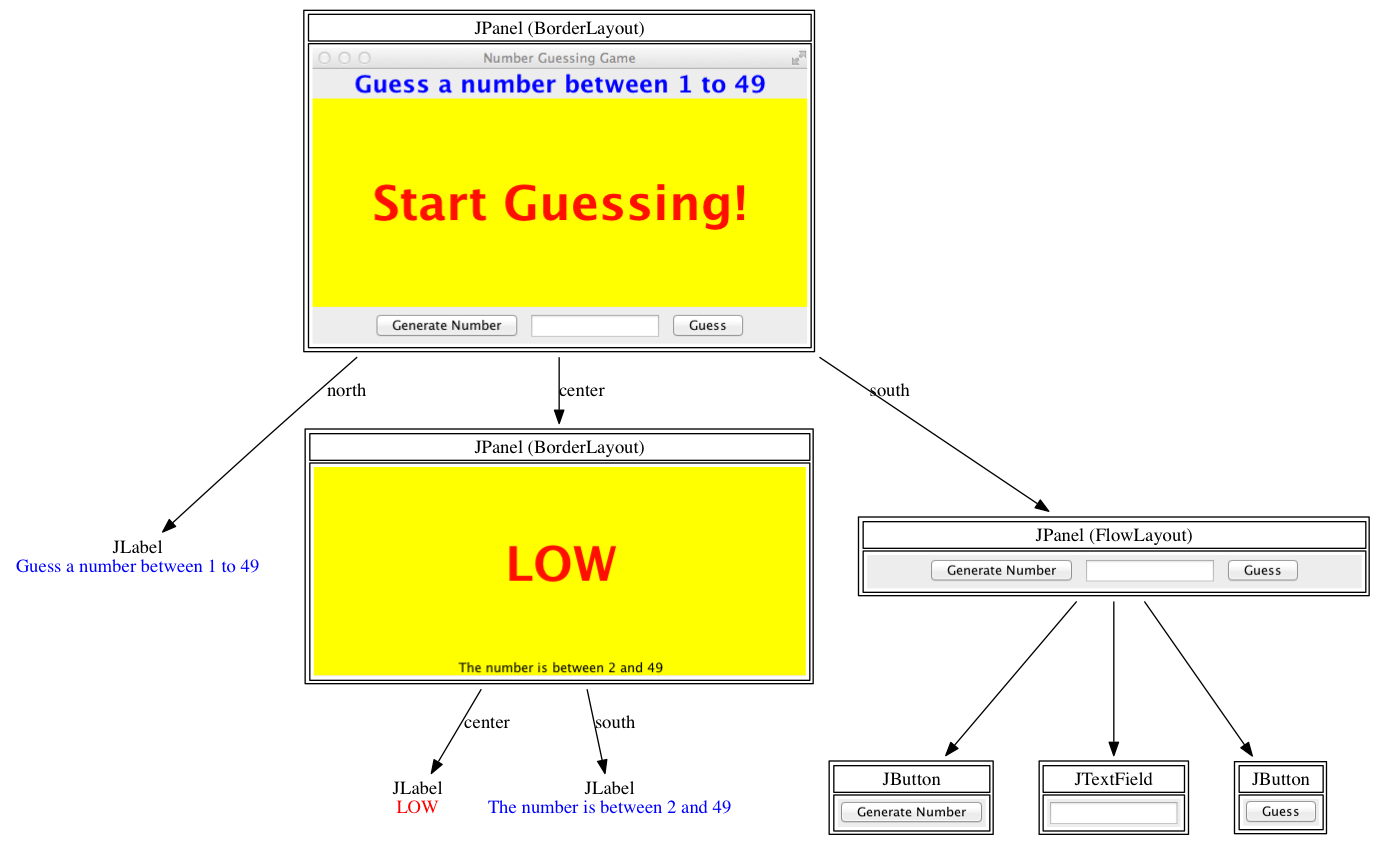 JPanel (BorderLayout)
Number Guessing Game
Guess a number between 1 to 49
Start Guessing!
Generate Number Guess
north
center
south
JPanel (BorderLayout)
LOW
The number is between 2 and 49
JLabel
Guess a number between 1 to 49
JPanel (FlowLayout)
Generate Number Guess
center
south
JLabel
LOW
JLabel
The number is between 2 and 49
JButton
Generate Number
JTextField
JButton
Guess